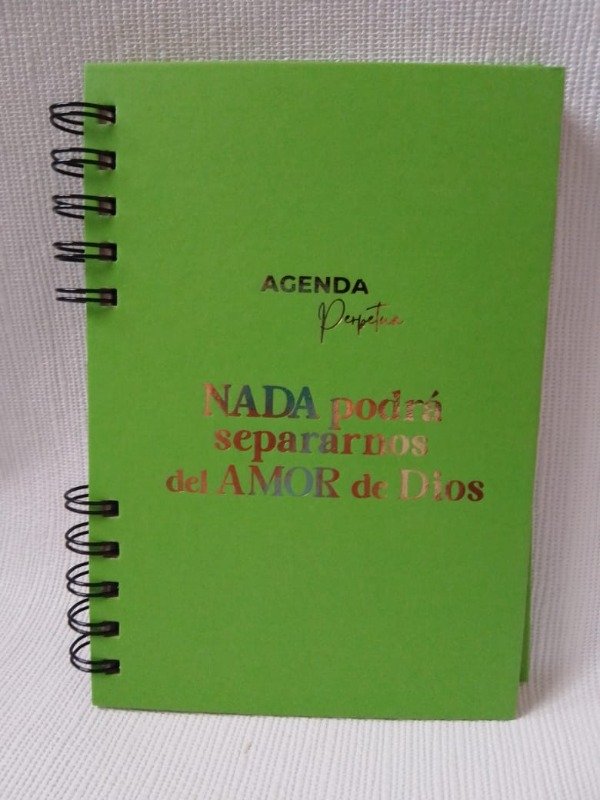 AGENDA
Perpetua
NADA podrá
separarnos
del AMOR de Dios